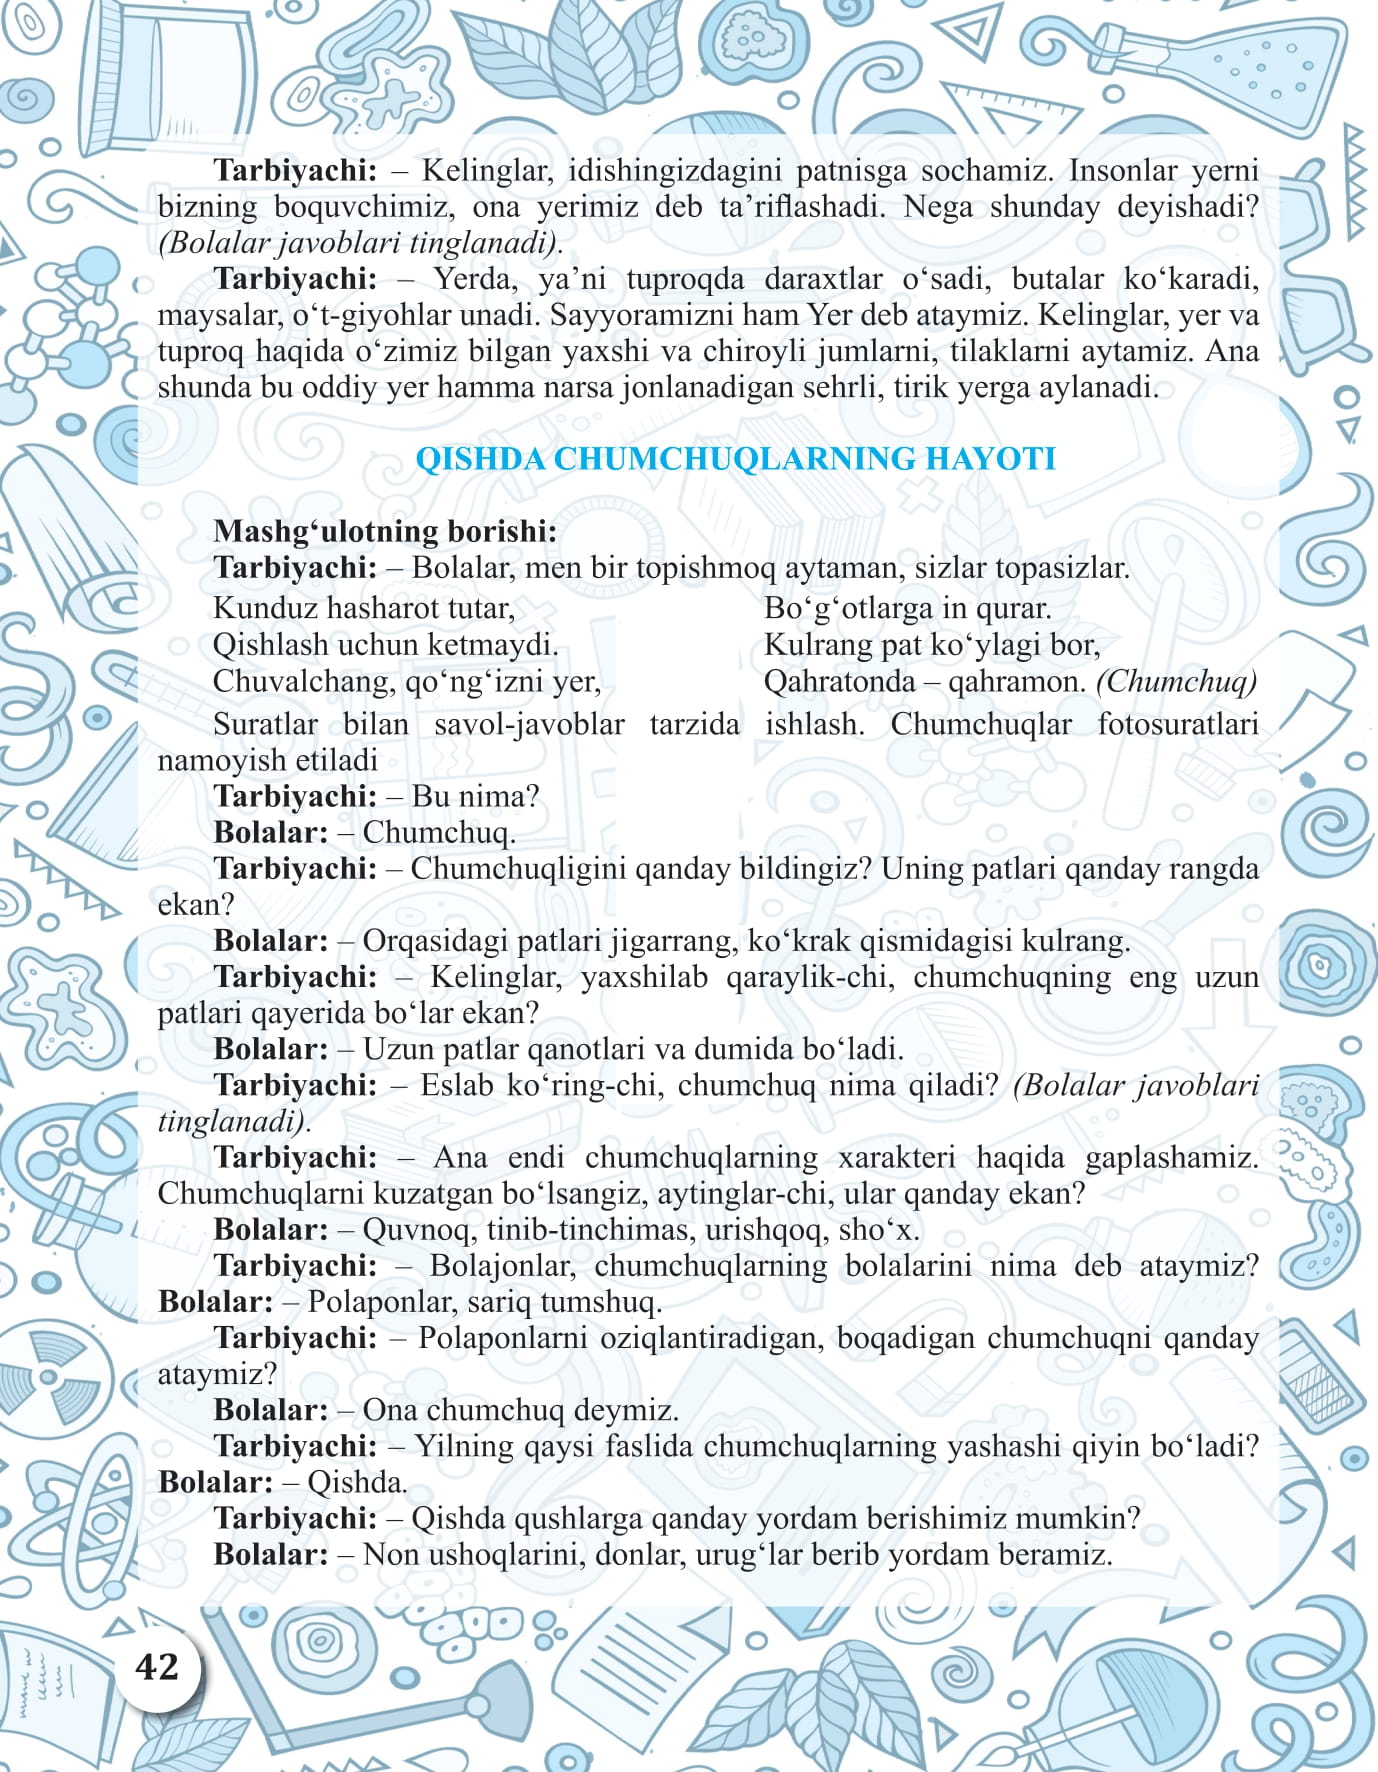 Tarbiyachi: – Kelinglar, idishingizdagini patnisga sochamiz. Insonlar yerni
bizning boquvchimiz, ona yerimiz deb ta’riflashadi. Nega shunday deyishadi?
(Bolalar javoblari tinglanadi).
Tarbiyachi: – Yerda, ya’ni tuproqda daraxtlar o‘sadi, butalar ko‘karadi,
maysalar, o‘t-giyohlar unadi. Sayyoramizni ham Yer deb ataymiz. Kelinglar, yer va
tuproq haqida o‘zimiz bilgan yaxshi va chiroyli jumlarni, tilaklarni aytamiz. Ana
shunda bu oddiy yer hamma narsa jonlanadigan sehrli, tirik yerga aylanadi.
QISHDA CHUMCHUQLARNING HAYOTI
Mashg‘ulotning borishi:
Tarbiyachi: – Bolalar, men bir topishmoq aytaman, sizlar topasizlar.
Kunduz hasharot tutar,
Qishlash uchun ketmaydi.
Chuvalchang, qo‘ng‘izni yer,
Bo‘g‘otlarga in qurar.
Kulrang pat ko‘ylagi bor,
Qahratonda – qahramon. (Chumchuq)
Suratlar bilan savol-javoblar tarzida ishlash. Chumchuqlar fotosuratlari
namoyish etiladi
Tarbiyachi: – Bu nima?
Bolalar: – Chumchuq.
Tarbiyachi: – Chumchuqligini qanday bildingiz? Uning patlari qanday rangda
ekan?
Bolalar: – Orqasidagi patlari jigarrang, ko‘krak qismidagisi kulrang.
Tarbiyachi: – Kelinglar, yaxshilab qaraylik-chi, chumchuqning eng uzun
patlari qayerida bo‘lar ekan?
Bolalar: – Uzun patlar qanotlari va dumida bo‘ladi.
Tarbiyachi: – Eslab ko‘ring-chi, chumchuq nima qiladi? (Bolalar javoblari
tinglanadi).
Tarbiyachi: – Ana endi chumchuqlarning xarakteri haqida gaplashamiz.
Chumchuqlarni kuzatgan bo‘lsangiz, aytinglar-chi, ular qanday ekan?
Bolalar: – Quvnoq, tinib-tinchimas, urishqoq, sho‘x.
Tarbiyachi: – Bolajonlar, chumchuqlarning bolalarini nima deb ataymiz?
Bolalar: – Polaponlar, sariq tumshuq.
Tarbiyachi: – Polaponlarni oziqlantiradigan, boqadigan chumchuqni qanday
ataymiz?
Bolalar: – Ona chumchuq deymiz.
Tarbiyachi: – Yilning qaysi faslida chumchuqlarning yashashi qiyin bo‘ladi?
Bolalar: – Qishda.
Tarbiyachi: – Qishda qushlarga qanday yordam berishimiz mumkin?
Bolalar: – Non ushoqlarini, donlar, urug‘lar berib yordam beramiz.
42